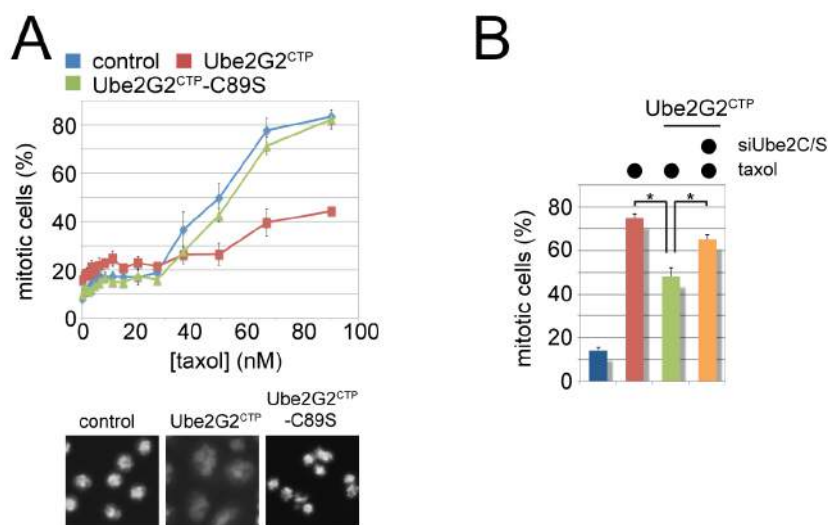 A
control Ube2G2CTP
Ube2G2CTP-C89S
mitotic cells (%)
80
60
40
20
0
0 20 40 60 80 100
[taxol] (nM)
control
Ube2G2CTP
Ube2G2CTP
-C89S
B
Ube2G2CTP
siUbe2C/S
taxol
* *
mitotic cells (%)
80
60
40
20
0